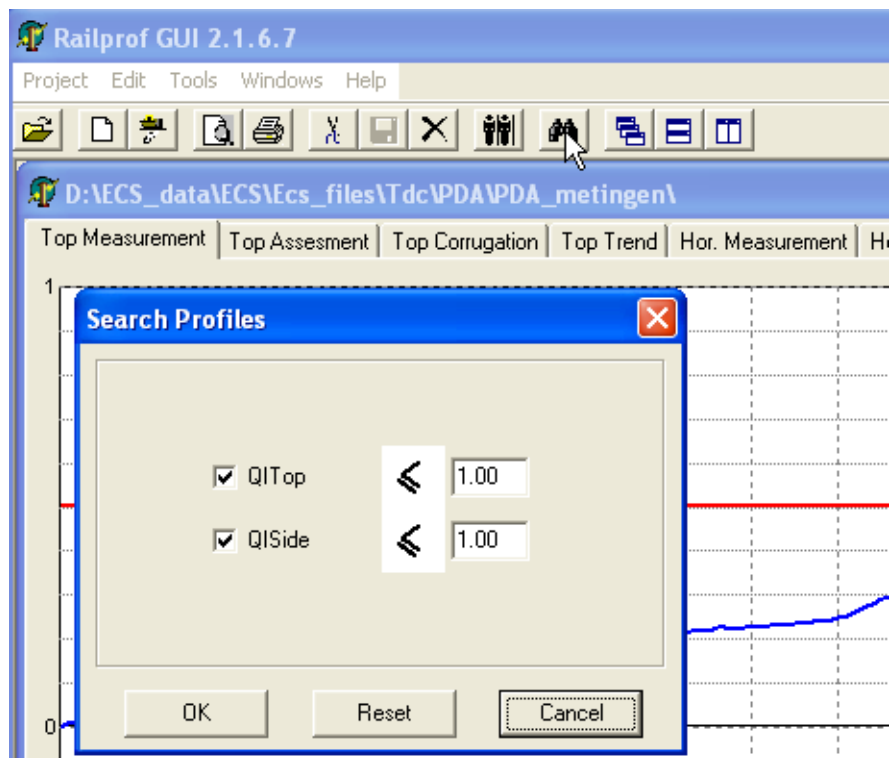 Railprof GUI 2.1.6.7
Project Edit Tools Windows Help
D:\ECS_data\ECS\Ecs_files\Tdc\PDA\PDA_metingen\
Top Measurement Top Assesment Top Corrugation Top Trend Hor. Measurement
1
Search Profiles
QITop ≤ 1.00
QISide ≤ 1.00
OK Reset Cancel
0